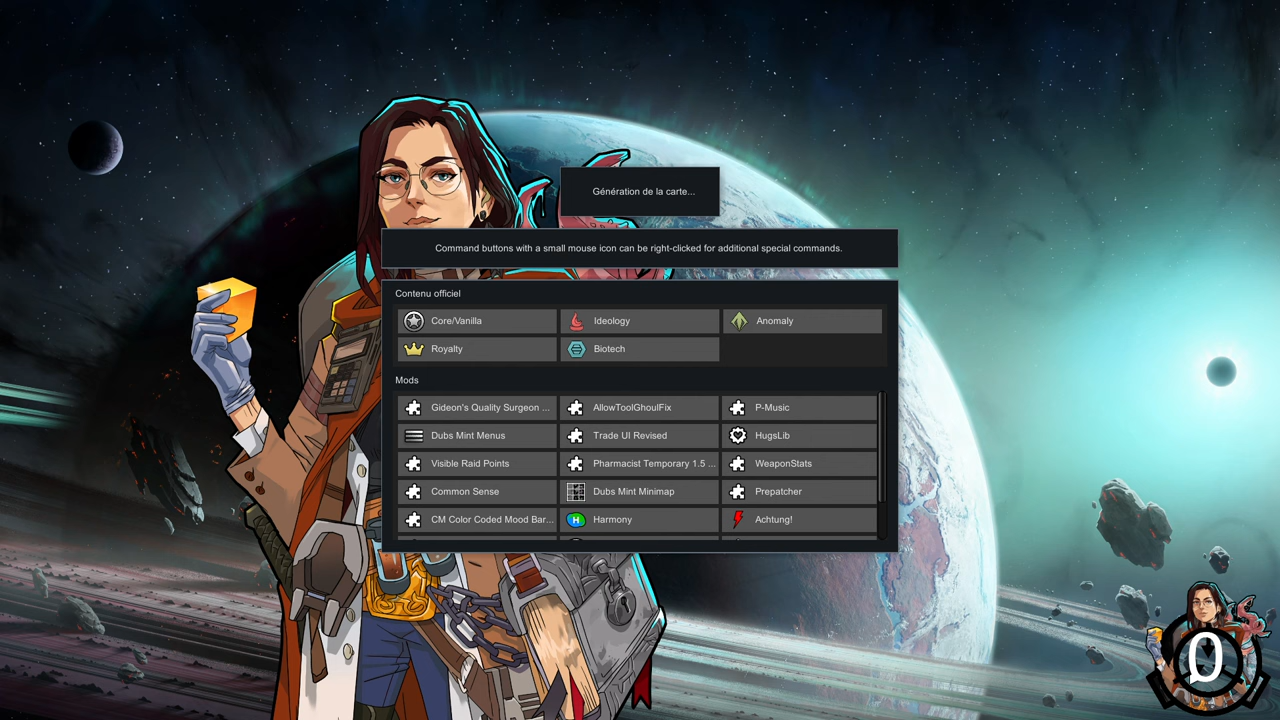 Génération de la carte...
Command buttons with a small mouse icon can be right-clicked for additional special commands.
Contenu officiel
Core/Vanilla
Ideology
Anomaly
Royalty
Biotech
Mods
Gideon's Quality Surgeon ...
AllowToolGhoulFix
P-Music
Dubs Mint Menus
Trade UI Revised
HugsLib
Visible Raid Points
Pharmacist Temporary 1.5 ...
WeaponStats
Common Sense
Dubs Mint Minimap
Prepatcher
CM Color Coded Mood Bar...
Harmony
Achtung!